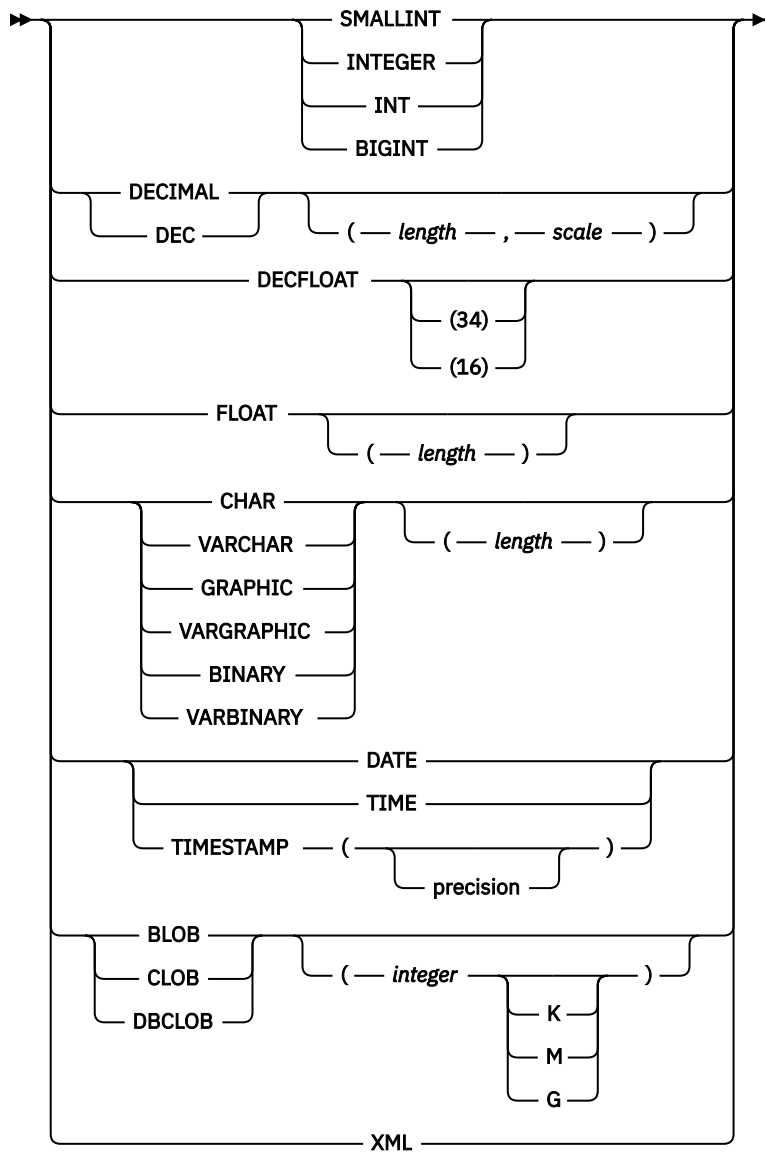 SMALLINT
INTEGER
INT
BIGINT
DECIMAL
DEC ( length , scale )
DECFLOAT
(34)
(16)
FLOAT
( length )
CHAR
VARCHAR ( length )
GRAPHIC
VARGRAPHIC
BINARY
VARBINARY
DATE
TIME
TIMESTAMP ( )
precision
BLOB
CLOB ( integer )
DBCLOB
K
M
G
XML